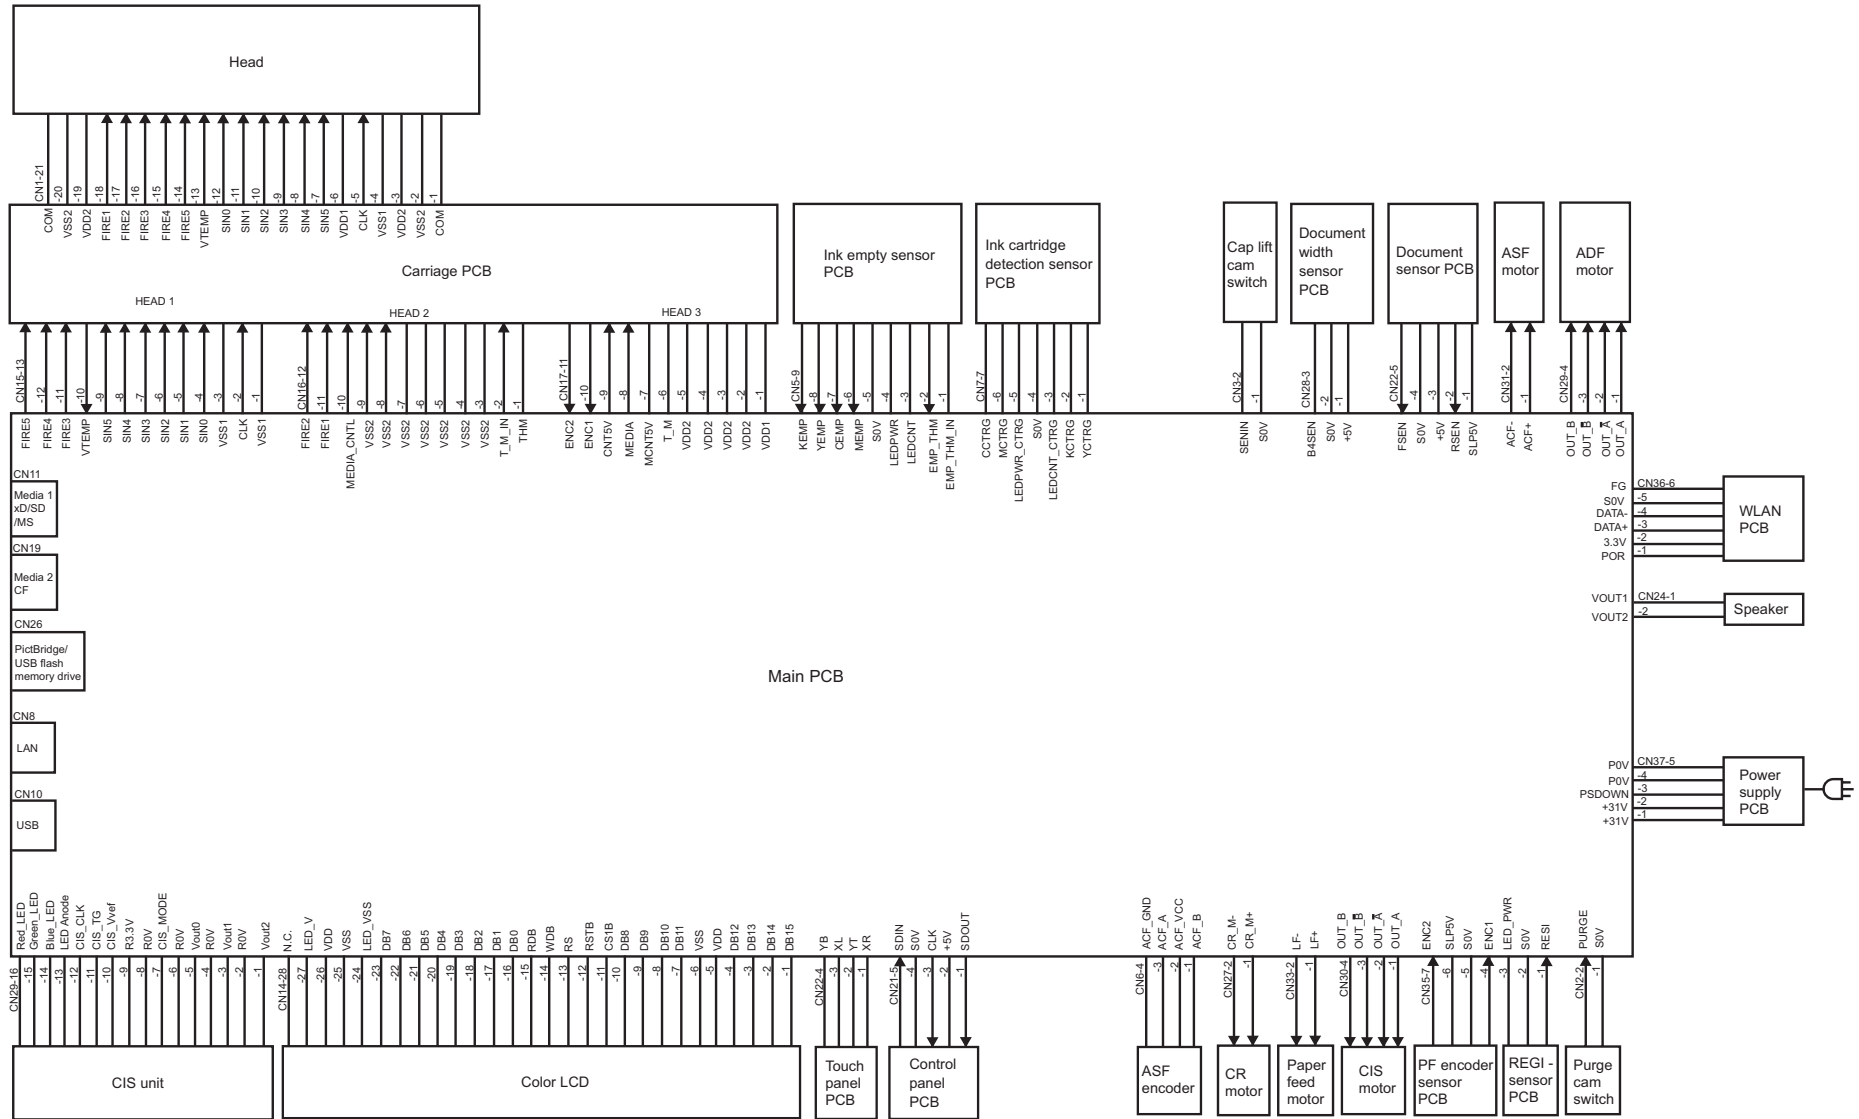 Head
CN1-21
-20
-19
-18
-17
-16
-15
-14
-13
-12
-11
-10
-9
-8
-7
-6
-5
-4
-3
-2
-1
COM
VSS2
VDD2
FIRE1
FIRE2
FIRE3
FIRE4
FIRE5
VTEMP
SIN0
SIN1
SIN2
SIN3
SIN4
SIN5
VDD1
CLK
VSS1
VDD2
VSS2
COM
Carriage PCB
HEAD 1
HEAD 2
HEAD 3
Ink empty sensor
PCB
Ink cartridge
detection sensor
PCB
Cap lift
cam
switch
Document
width
sensor
PCB
Document
sensor PCB
ASF
motor
ADF
motor
CN15-13
-12
-11
-10
-9
-8
-7
-6
-5
-4
-3
-2
-1
FIRE5
FIRE4
FIRE3
VTEMP
SIN5
SIN4
SIN3
SIN2
SIN1
SIN0
VSS1
CLK
VSS1
CN16-12
-11
-10
-9
-8
-7
-6
-5
-4
-3
-2
-1
FIRE2
FIRE1
MEDIA_CNTL
VSS2
VSS2
VSS2
VSS2
VSS2
VSS2
VSS2
T_M_IN
THM
CN17-11
-10
-9
-8
-7
-6
-5
-4
-3
-2
-1
ENC2
ENC1
CNT5V
MEDIA
MCNT5V
T_M
VDD2
VDD2
VDD2
VDD2
VDD1
CN5-9
-8
-7
-6
-5
-4
-3
-2
-1
KEMP
YEMP
CEMP
MEMP
S0V
LEDPWR
LEDCNT
EMP_THM
EMP_THM_IN
CN7-7
-6
-5
-4
-3
-2
-1
CCTRG
MCTRG
LEDPWR_CTRG
S0V
LEDCNT_CTRG
KCTRG
YCTRG
CN3-2
-1
SENIN
S0V
CN28-3
-2
-1
B4SEN
S0V
+5V
CN22-5
-4
-3
-2
-1
FSEN
S0V
+5V
RSEN
SLP5V
CN31-2
-1
ACF-
ACF+
CN29-4
-3
-2
-1
OUT_B
OUT_B
OUT_A
OUT_A
CN11
Media 1
xD/SD
/MS
CN19
Media 2
CF
CN26
PictBridge/
USB flash
memory drive
CN8
LAN
CN10
USB
Main PCB
FG
S0V
DATA-
DATA+
3.3V
POR
CN36-6
-5
-4
-3
-2
-1
WLAN
PCB
VOUT1
VOUT2
CN24-1
-2
Speaker
P0V
P0V
PSDOWN
+31V
+31V
CN37-5
-4
-3
-2
-1
Power
supply
PCB
Red_LED
Green_LED
Blue_LED
LED Anode
CIS_CLK
CIS_TG
CIS_Vvef
R3.3V
R0V
CIS_MODE
R0V
Vout0
R0V
Vout1
R0V
Vout2
CN29-16
-15
-14
-13
-12
-11
-10
-9
-8
-7
-6
-5
-4
-3
-2
-1
CIS unit
N.C.
LED_V
VDD
VSS
LED_VSS
DB7
DB6
DB5
DB4
DB3
DB2
DB1
DB0
RDB
WDB
RS
RSTB
CS1B
DB8
DB9
DB10
DB11
VSS
VDD
DB12
DB13
DB14
DB15
CN14-28
-27
-26
-25
-24
-23
-22
-21
-20
-19
-18
-17
-16
-15
-14
-13
-12
-11
-10
-9
-8
-7
-6
-5
-4
-3
-2
-1
Color LCD
YB
XL
YT
XR
CN22-4
-3
-2
-1
Touch
panel
PCB
SDIN
S0V
CLK
+5V
SDOUT
CN21-5
-4
-3
-2
-1
Control
panel
PCB
ACF_GND
ACF_A
ACF_VCC
ACF_B
CN6-4
-3
-2
-1
ASF
encoder
CR_M-
CR_M+
CN27-2
-1
CR
motor
LF-
LF+
CN33-2
-1
Paper
feed
motor
OUT_B
OUT_B
OUT_A
OUT_A
CN30-4
-3
-2
-1
CIS
motor
ENC2
SLP5V
S0V
ENC1
CN35-7
-6
-5
-4
PF encoder
sensor
PCB
LED_PWR
S0V
RESI
-3
-2
-1
REGI -
sensor
PCB
PURGE
S0V
CN2-2
-1
Purge
cam
switch